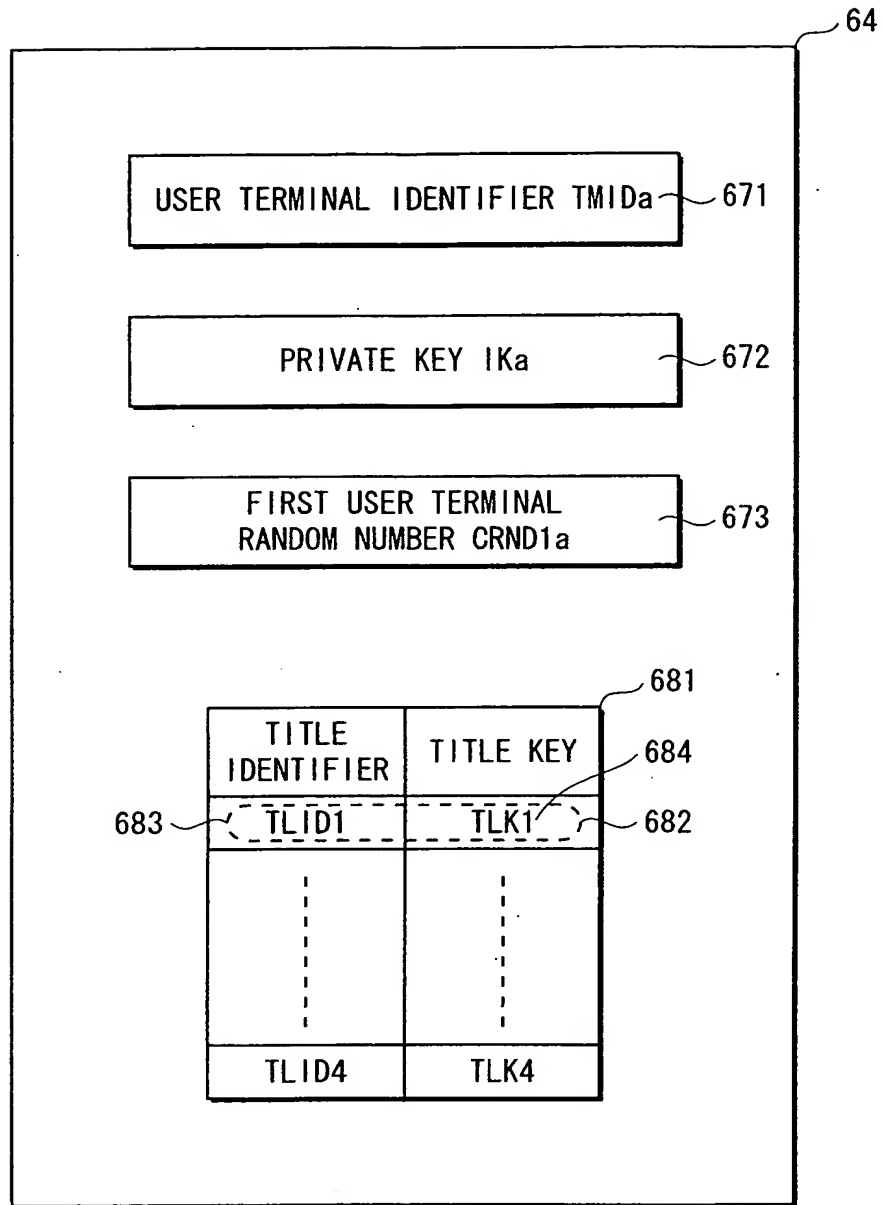 64
USER TERMINAL IDENTIFIER TMIDa
671
PRIVATE KEY IKa
672
FIRST USER TERMINAL
RANDOM NUMBER CRND1a
673
681
TITLE
IDENTIFIER
TITLE KEY
684
683
TLID1
TLK1
682
TLID4
TLK4